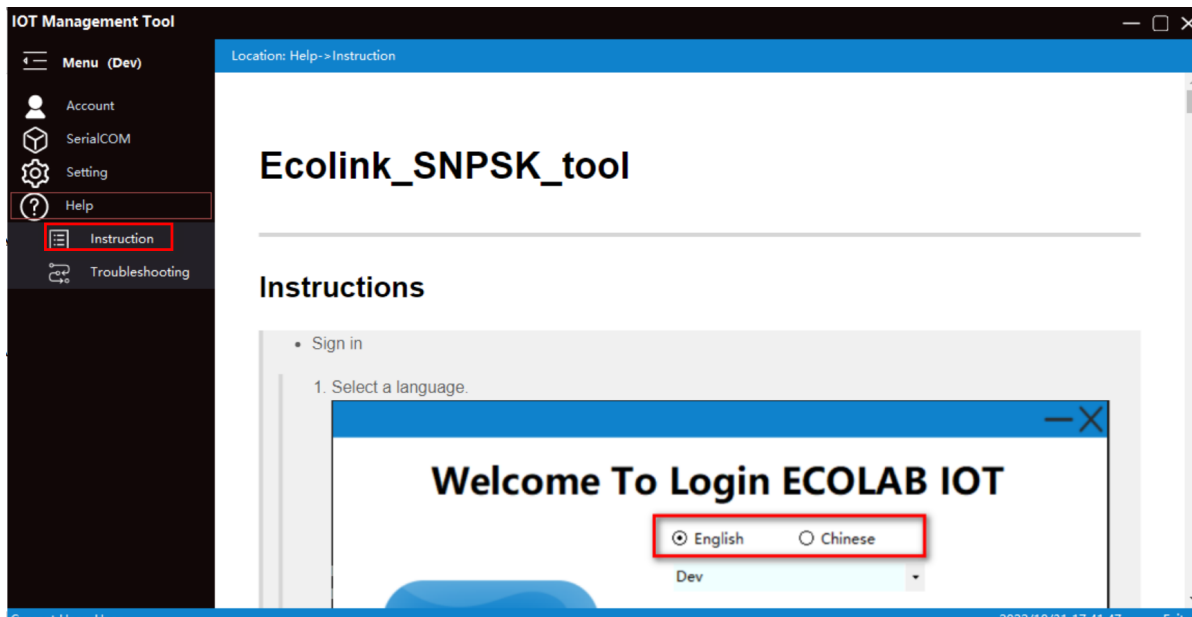 IOT Management Tool
Menu (Dev)
Location: Help->Instruction
Account
SerialCOM
Setting
Help
Instruction
Troubleshooting
Ecolink_SNPSK_tool
Instructions
• Sign in
1. Select a language.
Welcome To Login ECOLAB IOT
English
Chinese
Dev